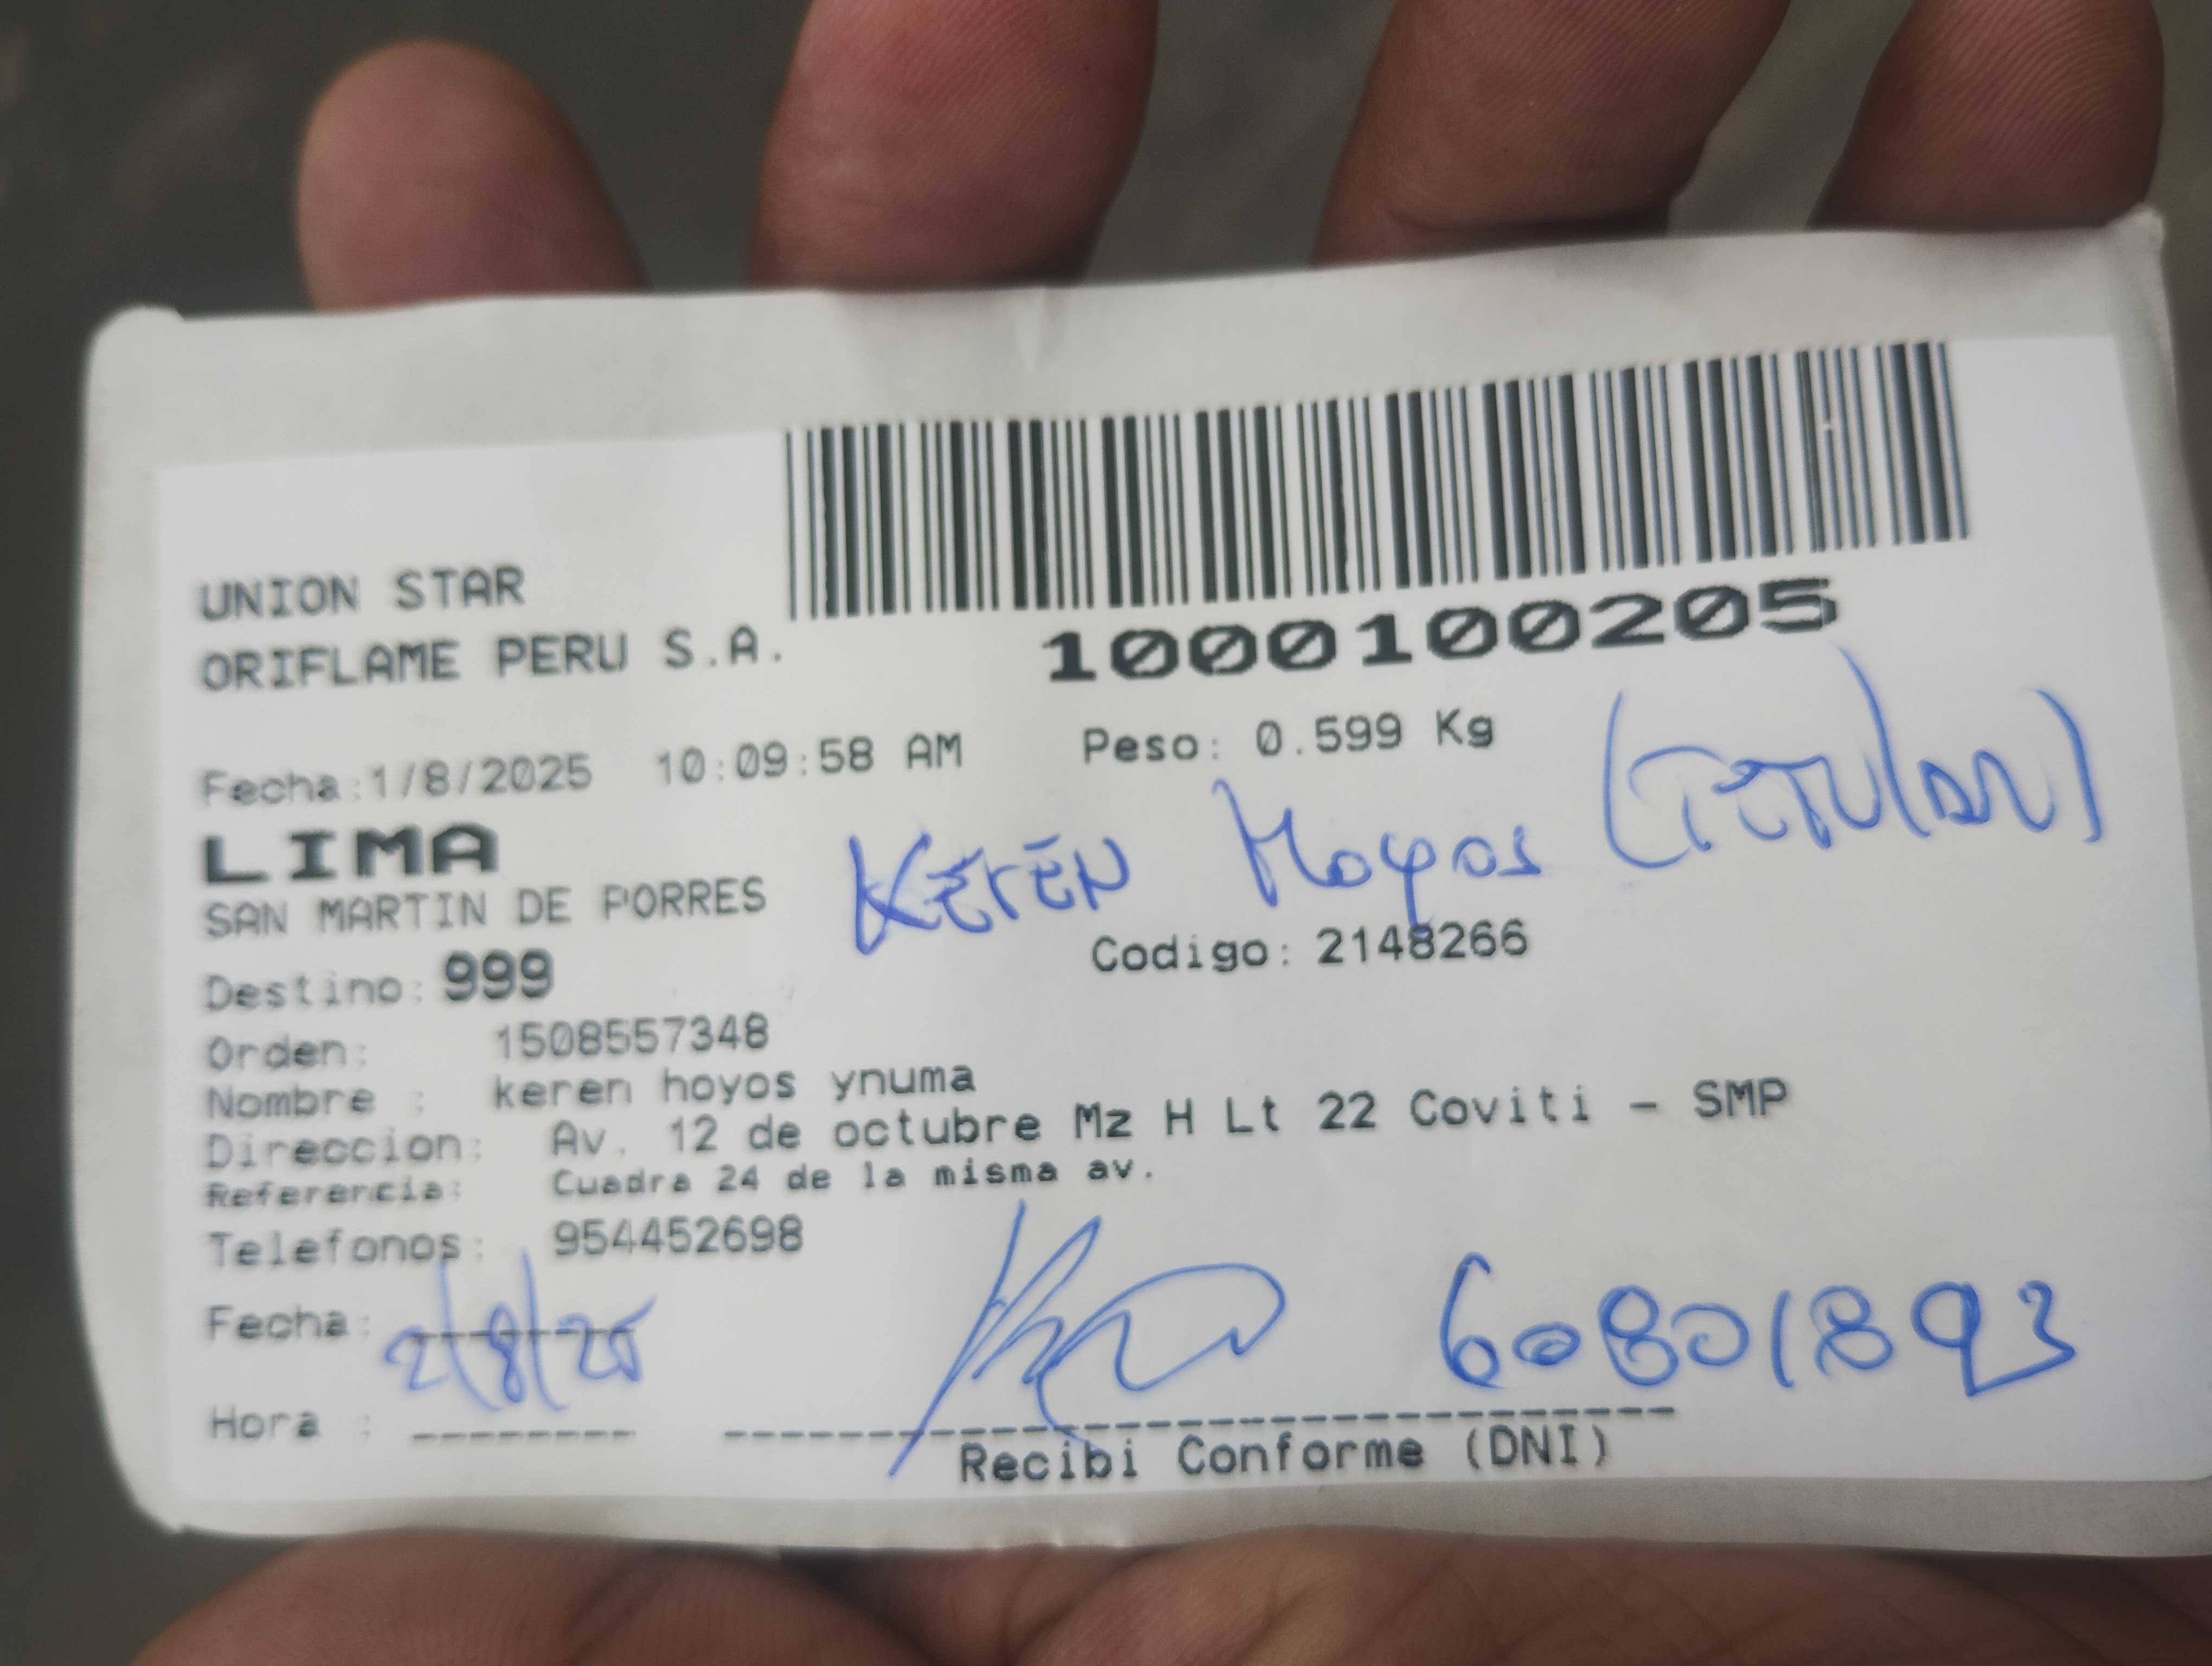 UNION STAR
ORIFLAME PERU S.A.
1000100205
Fecha:1/8/2025 10:09:58 AM Peso: 0.599 Kg
LIMA
Keren Hoyos (TITULAR)
SAN MARTIN DE PORRES
Codigo: 2148266
Destino: 999
Orden: 1508557348
Nombre : keren hoyos ynuma
Direccion: Av. 12 de octubre Mz H Lt 22 Coviti - SMP
Referencia: Cuadra 24 de la misma av.
Telefonos: 954452698
Fecha: 2/8/25
60801893
Hora :
Recibi Conforme (DNI)